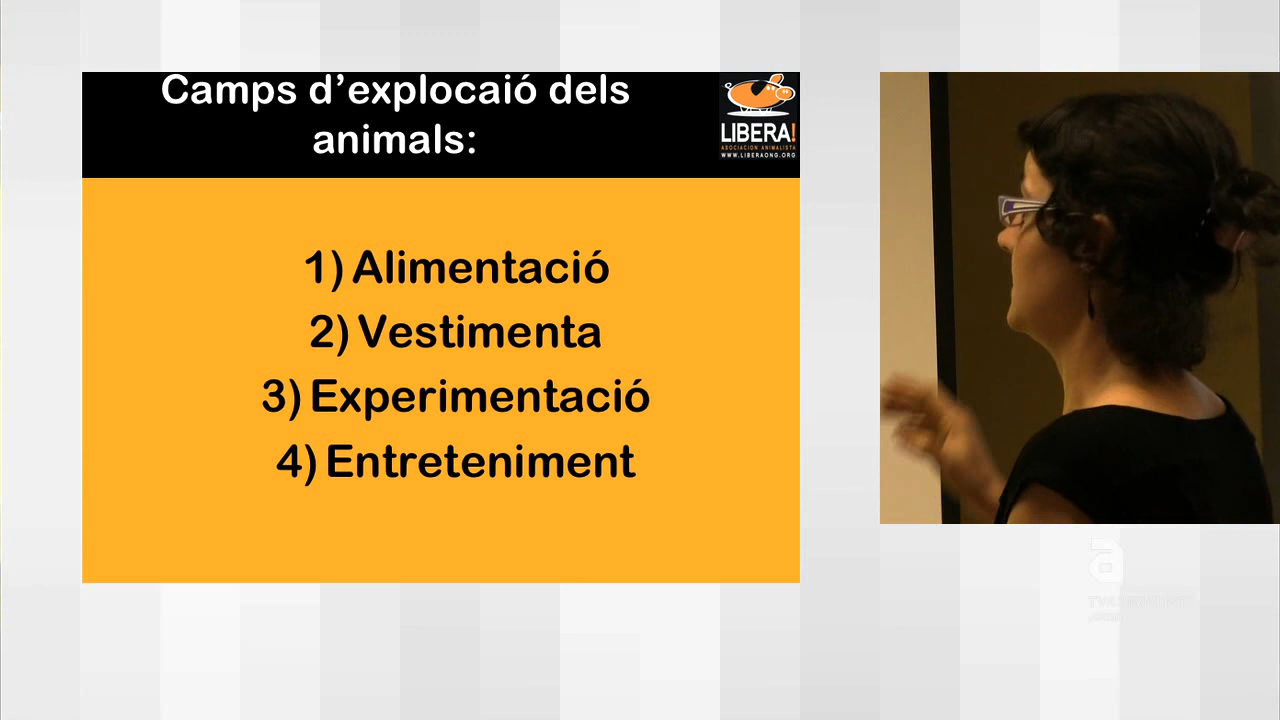 Camps d’explocaió dels
animals:
LIBERA!
ASOCIACION ANIMALISTA
WWW.LIBERAONG.ORG
1) Alimentació
2) Vestimenta
3) Experimentació
4) Entreteniment
a